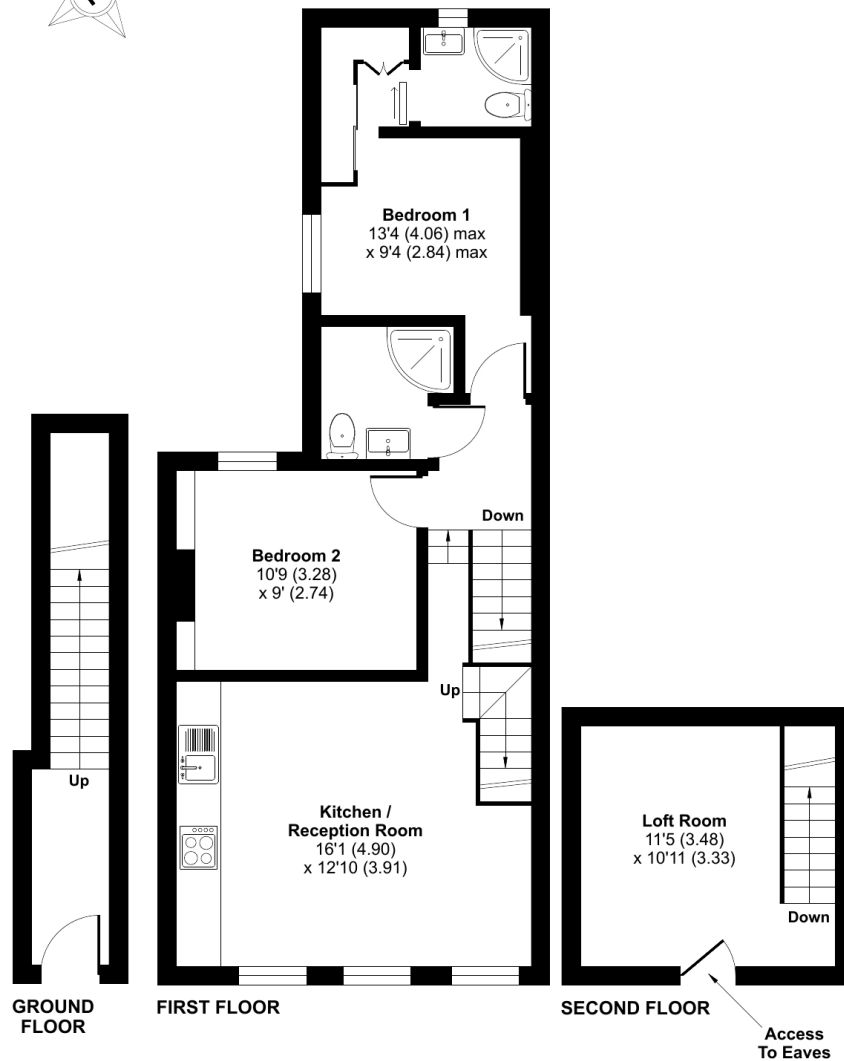 Bedroom 1
13'4 (4.06) max
x 9'4 (2.84) max
Down
Bedroom 2
10'9 (3.28)
x 9' (2.74)
Up
Up
Kitchen /
Reception Room
16'1 (4.90)
x 12'10 (3.91)
Loft Room
11'5 (3.48)
x 10'11 (3.33)
Down
GROUND
FLOOR
FIRST FLOOR
SECOND FLOOR
Access
To Eaves